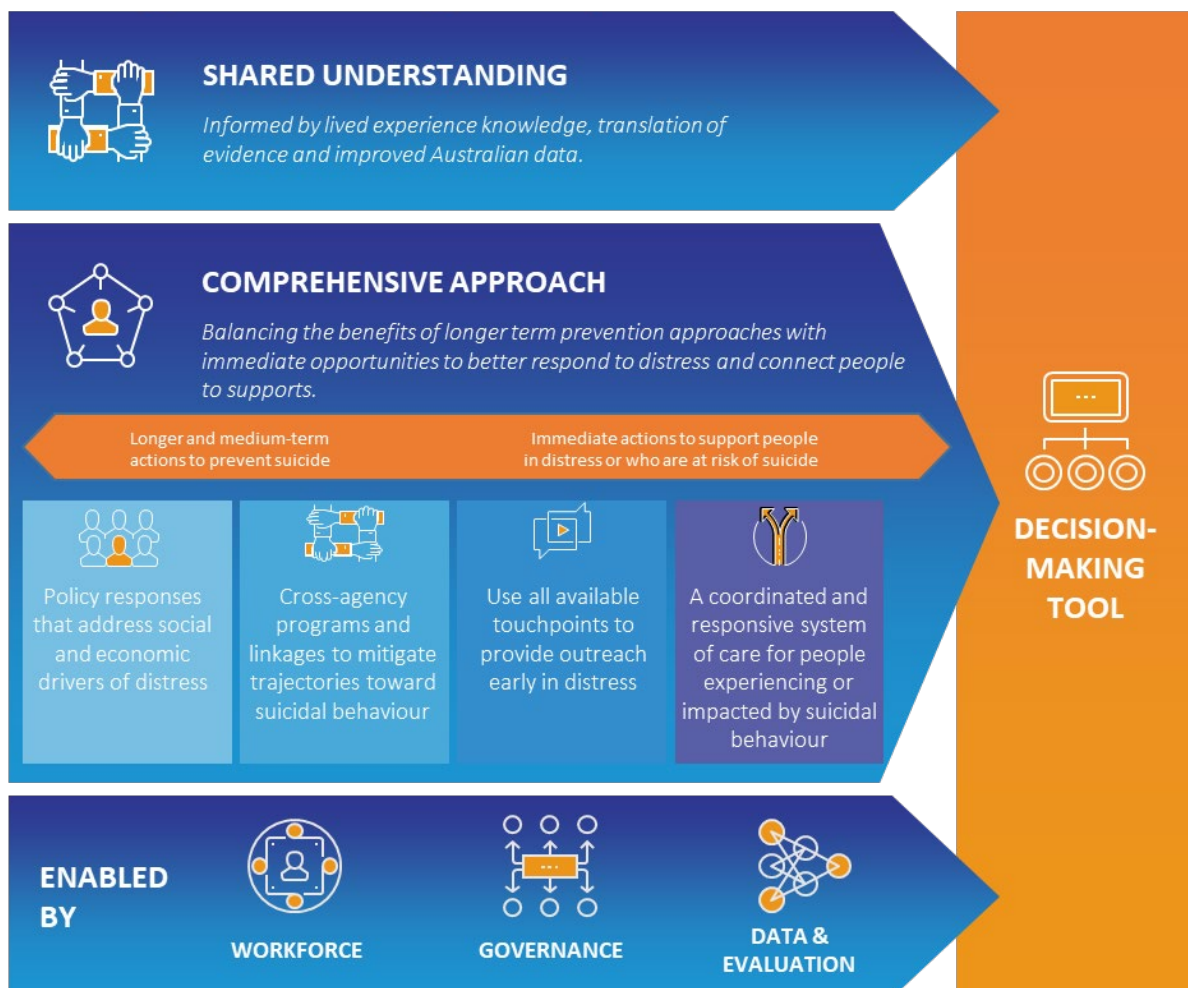 SHARED UNDERSTANDING
Informed by lived experience knowledge, translation of
evidence and improved Australian data.
COMPREHENSIVE APPROACH
Balancing the benefits of longer term prevention approaches with
immediate opportunities to better respond to distress and connect people
to supports.
Longer and medium-term
actions to prevent suicide
Immediate actions to support people
in distress or who are at risk of suicide
Policy responses
that address social
and economic
drivers of distress
Cross-agency
programs and
linkages to mitigate
trajectories toward
suicidal behaviour
Use all available
touchpoints to
provide outreach
early in distress
A coordinated and
responsive system
of care for people
experiencing or
impacted by suicidal
behaviour
ENABLED
BY
WORKFORCE
GOVERNANCE
DATA &
EVALUATION
DECISION-
MAKING
TOOL